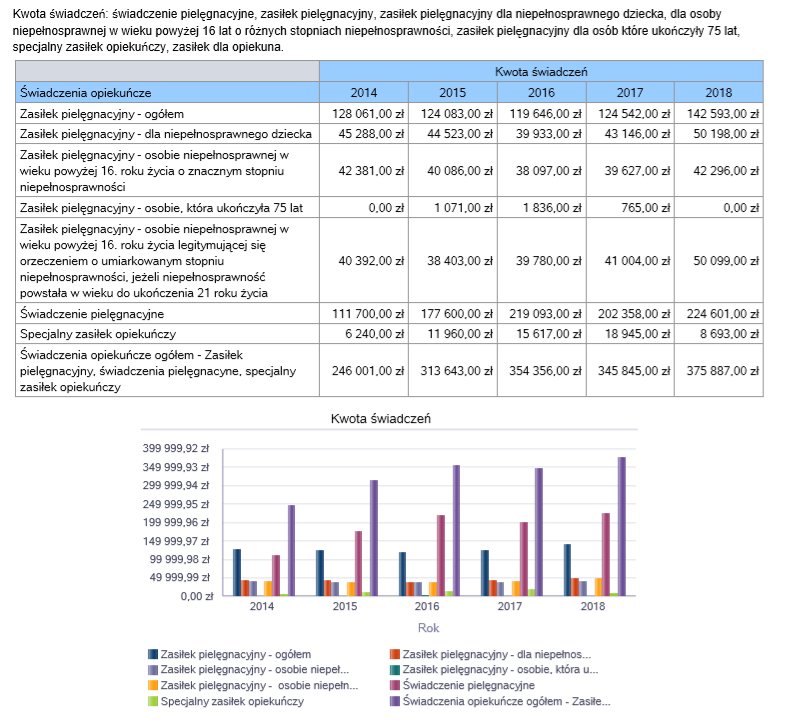 Kwota świadczeń: świadczenie pielęgnacyjne, zasiłek pielęgnacyjny, zasiłek pielęgnacyjny dla niepełnosprawnego dziecka, dla osoby
niepełnosprawnej w wieku powyżej 16 lat o różnych stopniach niepełnosprawności, zasiłek pielęgnacyjny dla osób które ukończyły 75 lat,
specjalny zasiłek opiekuńczy, zasiłek dla opiekuna.
Kwota świadczeń
Świadczenia opiekuńcze 2014 2015 2016 2017 2018
Zasiłek pielęgnacyjny - ogółem 128 061,00 zł 124 083,00 zł 119 646,00 zł 124 542,00 zł 142 593,00 zł
Zasiłek pielęgnacyjny - dla niepełnosprawnego dziecka 45 288,00 zł 44 523,00 zł 39 933,00 zł 43 146,00 zł 50 198,00 zł
Zasiłek pielęgnacyjny - osobie niepełnosprawnej w
wieku powyżej 16. roku życia o znacznym stopniu 42 381,00 zł 40 086,00 zł 38 097,00 zł 39 627,00 zł 42 296,00 zł
niepełnosprawności
Zasiłek pielęgnacyjny - osobie, która ukończyła 75 lat 0,00 zł 1 071,00 zł 1 836,00 zł 765,00 zł 0,00 zł
Zasiłek pielęgnacyjny - osobie niepełnosprawnej w
wieku powyżej 16. roku życia legitymującej się
orzeczeniem o umiarkowanym stopniu 40 392,00 zł 38 403,00 zł 39 780,00 zł 41 004,00 zł 50 099,00 zł
niepełnosprawności, jeżeli niepełnosprawność
powstała w wieku do ukończenia 21 roku życia
Świadczenie pielęgnacyjne 111 700,00 zł 177 600,00 zł 219 093,00 zł 202 358,00 zł 224 601,00 zł
Specjalny zasiłek opiekuńczy 6 240,00 zł 11 960,00 zł 15 617,00 zł 18 945,00 zł 8 693,00 zł
Świadczenia opiekuńcze ogółem - Zasiłek
pielęgnacyjny, świadczenia pielęgnacyne, specjalny 246 001,00 zł 313 643,00 zł 354 356,00 zł 345 845,00 zł 375 887,00 zł
zasiłek opiekuńczy
Kwota świadczeń
399 999,92 zł
349 999,93 zł
299 999,94 zł
249 999,95 zł
199 999,96 zł
149 999,97 zł
99 999,98 zł
49 999,99 zł
0,00 zł
2014 2015 2016 2017 2018
Rok
Zasiłek pielęgnacyjny - ogółem Zasiłek pielęgnacyjny - dla niepełnos...
Zasiłek pielęgnacyjny - osobie niepeł... Zasiłek pielęgnacyjny - osobie, która u...
Zasiłek pielęgnacyjny - osobie niepełn... Świadczenie pielęgnacyjne
Specjalny zasiłek opiekuńczy Świadczenia opiekuńcze ogółem - Zasiłe...